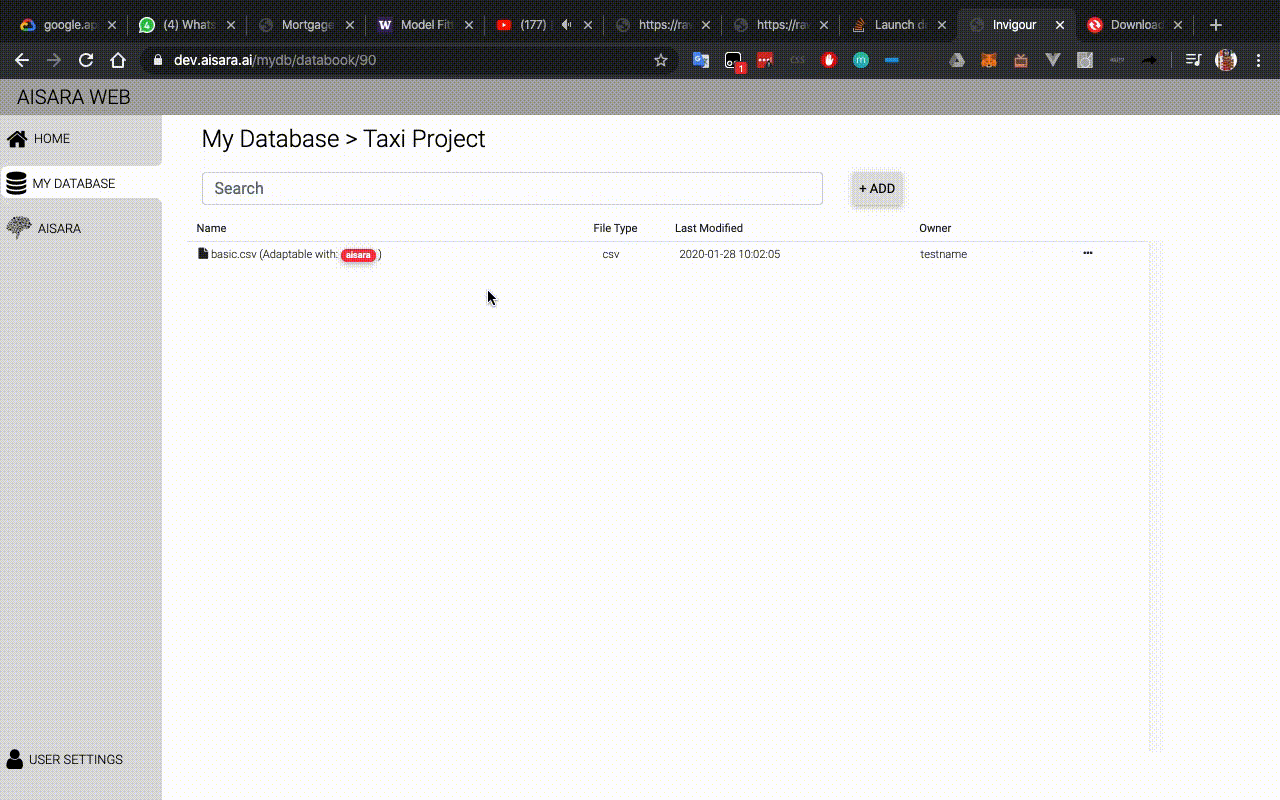 google.ap
(4) Whats
Mortgage
Model Fit
(177)
https://ra
https://ra
Launch d
Invigour
Download
dev.aisara.ai/mydb/databook/90
1
AISARA WEB
HOME
MY DATABASE
AISARA
USER SETTINGS
My Database > Taxi Project
Search
+ ADD
Name File Type Last Modified Owner
basic.csv (Adaptable with: aisara ) csv 2020-01-28 10:02:05 testname ...